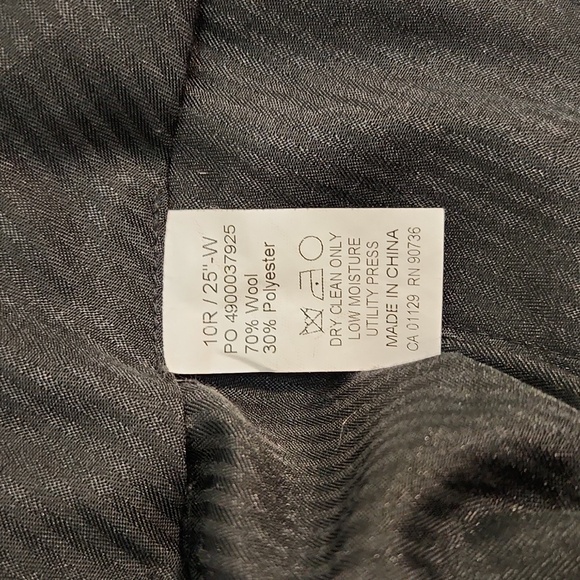 10R / 25"-W
PO 4900037925
70% Wool
30% Polyester
DRY CLEAN ONLY
LOW MOISTURE
UTILITY PRESS
MADE IN CHINA
CA 01129 RN 90736